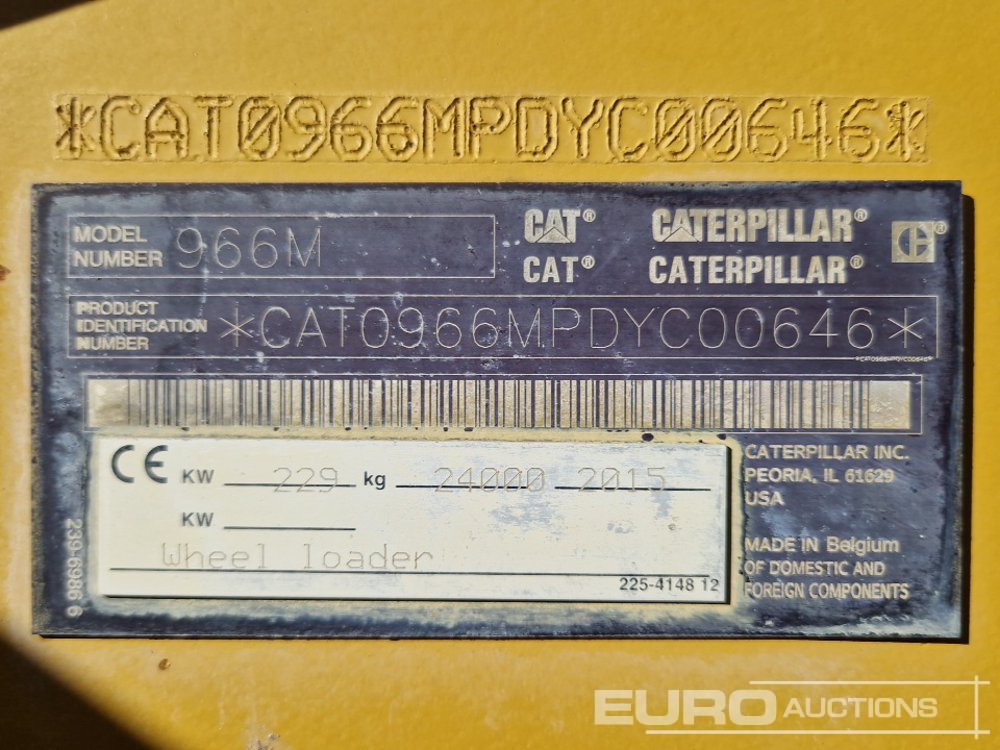 *CAT0966MPDYC00646*
MODEL NUMBER 966M
CAT® CATERPILLAR®
CAT® CATERPILLAR®
PRODUCT IDENTIFICATION NUMBER *CAT0966MPDYC00646*
*CAT0966MPDYC00646*
CE KW 229 kg 24000 2015
KW
Wheel loader
225-4148 12
239-6986 6
CATERPILLAR INC.
PEORIA, IL 61629
USA
MADE IN Belgium
OF DOMESTIC AND
FOREIGN COMPONENTS
EURO AUCTIONS